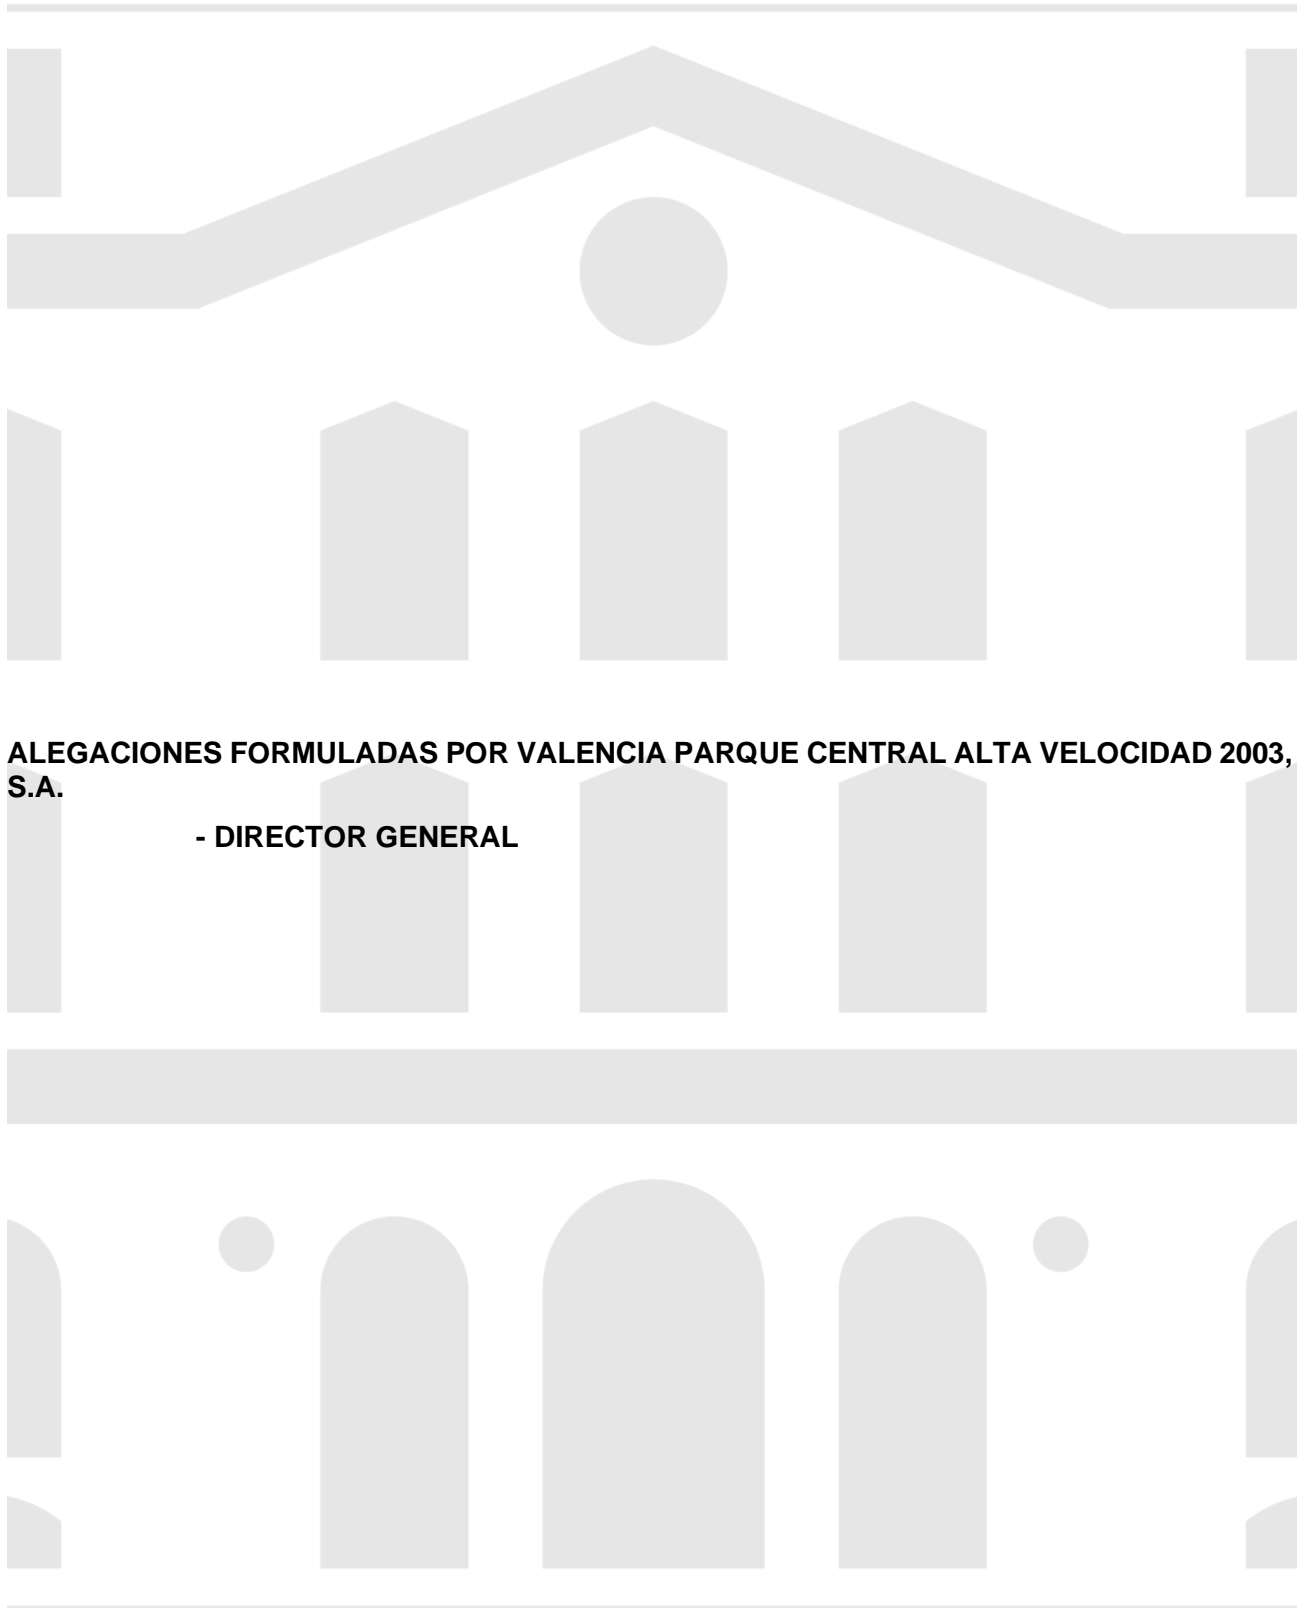 ALEGACIONES FORMULADAS POR VALENCIA PARQUE CENTRAL ALTA VELOCIDAD 2003,
S.A.
- DIRECTOR GENERAL